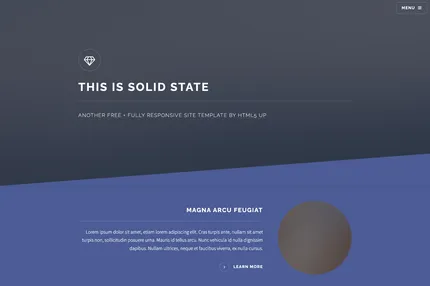 MENU
THIS IS SOLID STATE
ANOTHER FREE + FULLY RESPONSIVE SITE TEMPLATE BY HTML5 UP
MAGNA ARCU FEUGIAT
Lorem ipsum dolor sit amet, etiam lorem adipiscing elit. Cras turpis ante, nullam sit amet
turpis non, sollicitudin posuere urna. Mauris id tellus arcu. Nunc vehicula id nulla dignissim
dapibus. Nullam ultrices, neque et faucibus viverra, ex nulla cursus.
LEARN MORE